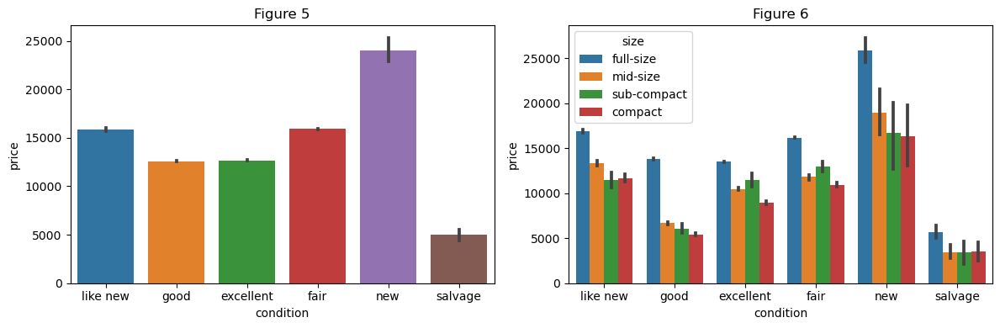 Figure 5
25000
20000
15000
10000
5000
0
price
like new good excellent fair new salvage
condition
Figure 6
size
full-size
mid-size
sub-compact
compact
25000
20000
15000
10000
5000
0
price
like new good excellent fair new salvage
condition